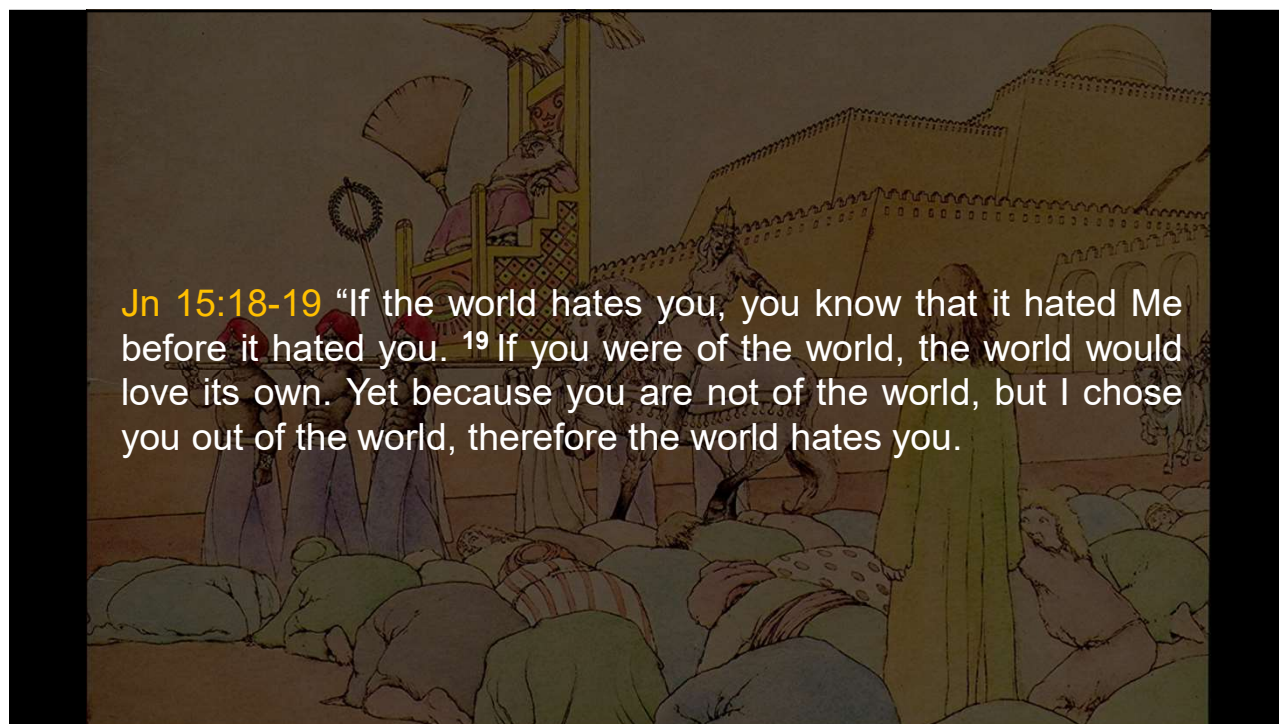 Jn 15:18-19 “If the world hates you, you know that it hated Me
before it hated you. 19 If you were of the world, the world would
love its own. Yet because you are not of the world, but I chose
you out of the world, therefore the world hates you.